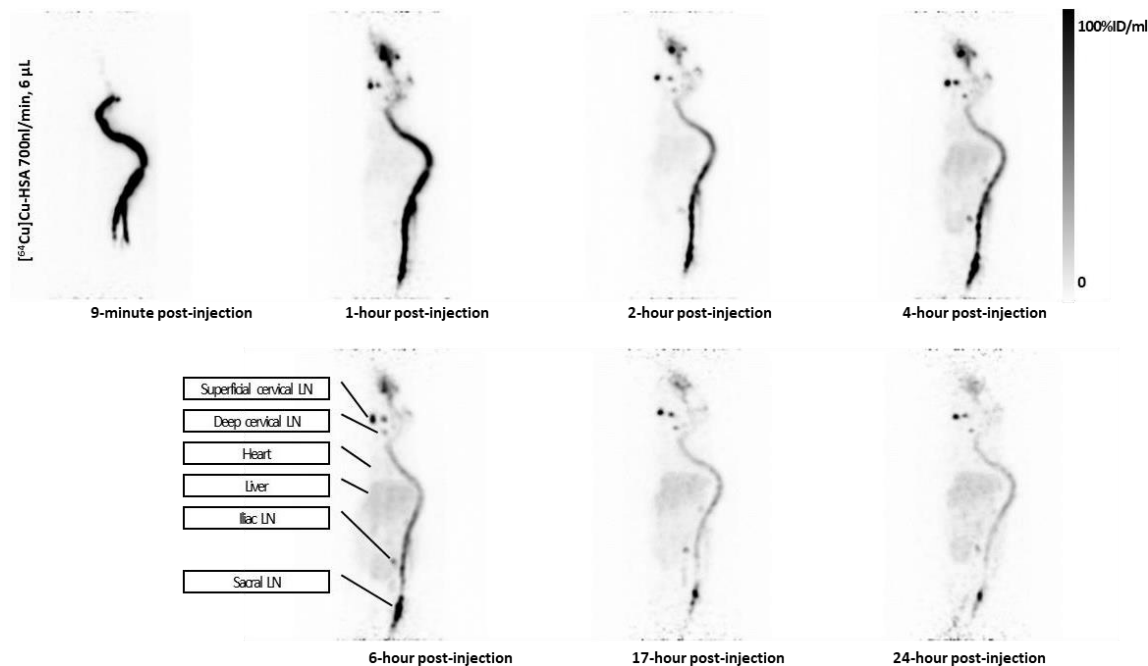 [⁶⁴Cu]Cu-HSA 700nl/min, 6 µL
100%ID/ml
0
9-minute post-injection
1-hour post-injection
2-hour post-injection
4-hour post-injection
Superficial cervical LN
Deep cervical LN
Heart
Liver
Iliac LN
Sacral LN
6-hour post-injection
17-hour post-injection
24-hour post-injection